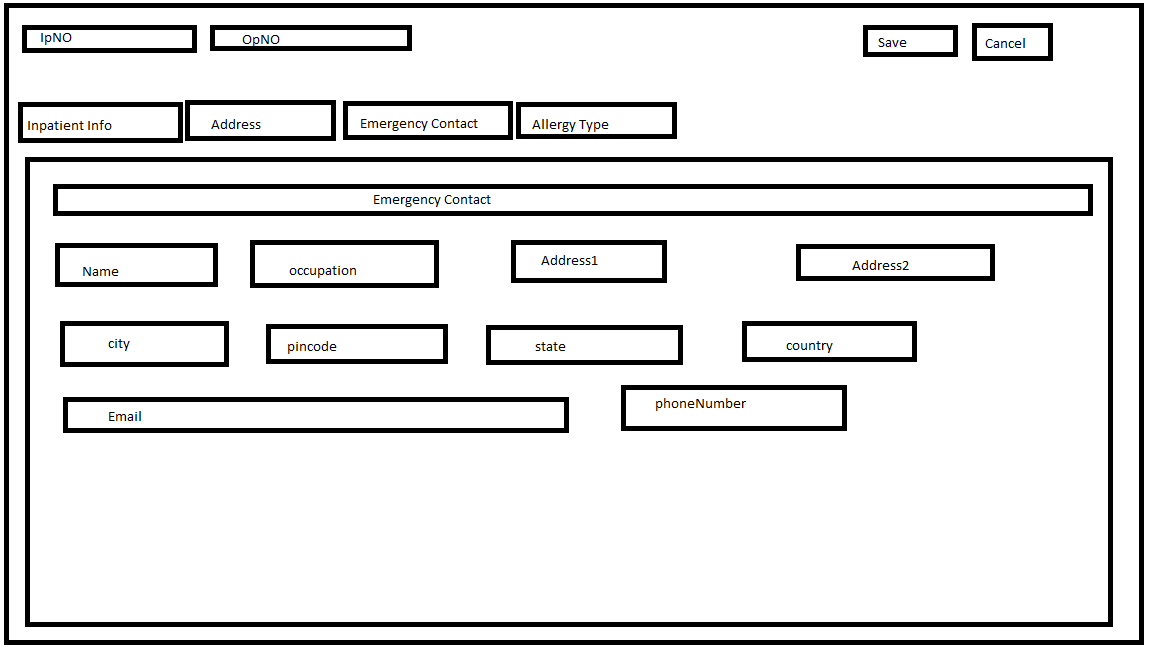 IpNO
OpNO
Save
Cancel
Inpatient Info
Address
Emergency Contact
Allergy Type
Emergency Contact
Name
occupation
Address1
Address2
city
pincode
state
country
Email
phoneNumber